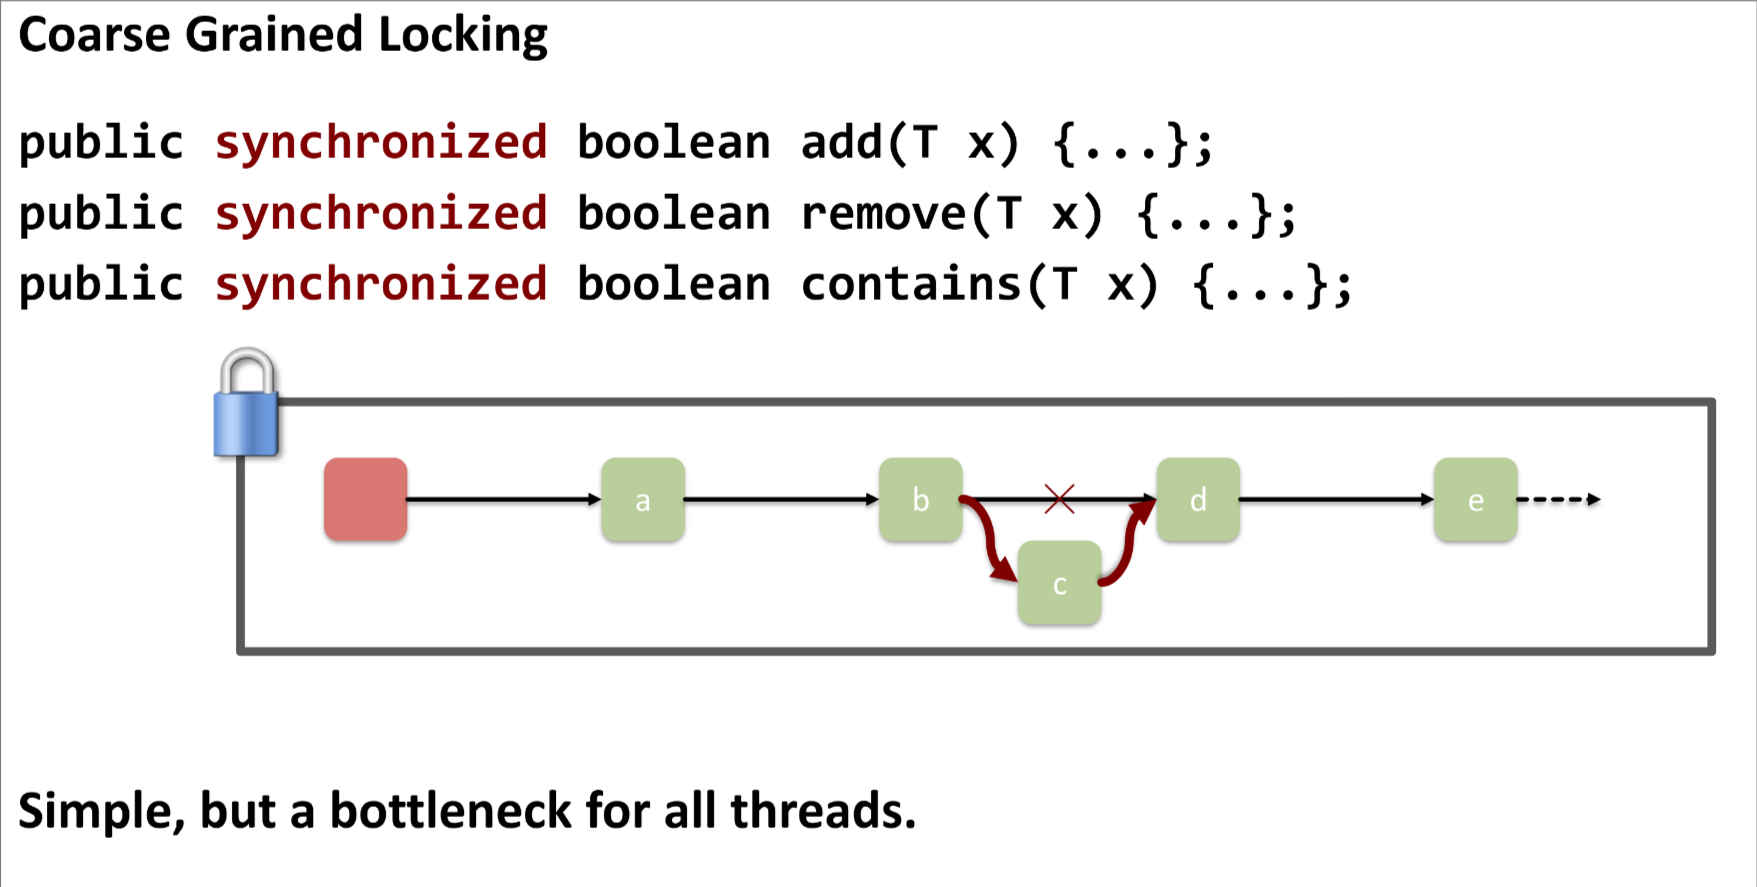 Coarse Grained Locking
public synchronized boolean add(T x) {...};
public synchronized boolean remove(T x) {...};
public synchronized boolean contains(T x) {...};
a b d e
c
Simple, but a bottleneck for all threads.